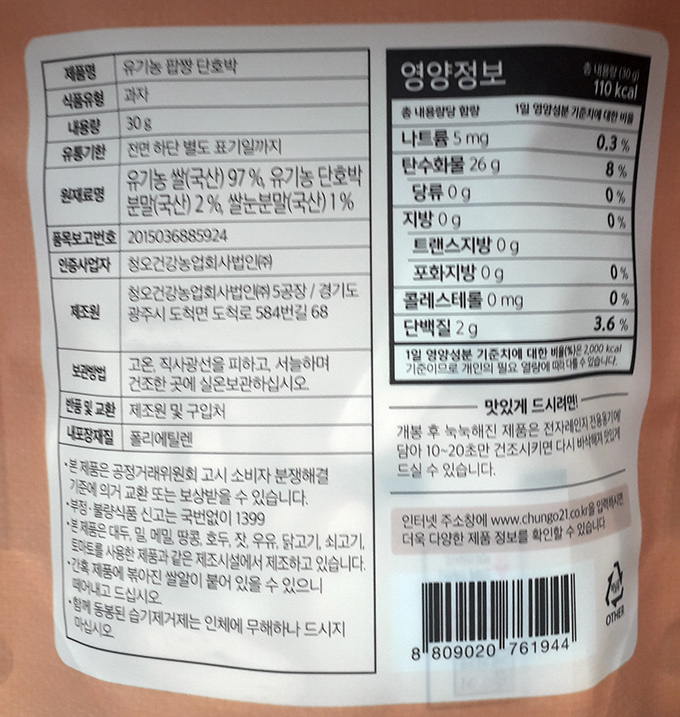 제품명 유기농 팝짱 단호박
식품유형 과자
내용량 30 g
유통기한 전면 하단 별도 표기일까지
원재료명 유기농 쌀(국산) 97 %, 유기농 단호박
분말(국산) 2 %, 쌀눈분말(국산) 1 %
품목보고번호 2015036885924
인증사업자 청오건강농업회사법인㈜
제조원 청오건강농업회사법인㈜ 5공장 / 경기도
광주시 도척면 도척로 584번길 68
보관방법 고온, 직사광선을 피하고, 서늘하며
건조한 곳에 실온보관하십시오.
반품 및 교환 제조원 및 구입처
내포장재질 폴리에틸렌
·본 제품은 공정거래위원회 고시 소비자 분쟁해결
기준에 의거 교환 또는 보상받을 수 있습니다.
·부정·불량식품 신고는 국번없이 1399
·본 제품은 대두, 밀, 메밀, 땅콩, 호두, 잣, 우유, 닭고기, 쇠고기,
토마토를 사용한 제품과 같은 제조시설에서 제조하고 있습니다.
·간혹 제품에 볶아진 쌀알이 붙어 있을 수 있으니
떼어내고 드십시오.
·함께 동봉된 습기제거제는 인체에 무해하나 드시지
마십시오.
영양정보 총 내용량 (30 g)
110 kcal
총 내용량당 함량 1일 영양성분 기준치에 대한 비율
나트륨 5 mg 0.3 %
탄수화물 26 g 8 %
당류 0 g 0 %
지방 0 g 0 %
트랜스지방 0 g
포화지방 0 g 0 %
콜레스테롤 0 mg 0 %
단백질 2 g 3.6 %
1일 영양성분 기준치에 대한 비율(%)은 2,000 kcal
기준이므로 개인의 필요 열량에 따라 다를 수 있습니다.
맛있게 드시려면!
개봉 후 눅눅해진 제품은 전자레인지 전용용기에
담아 10~20초만 건조시키면 다시 바삭해져 맛있게
드실 수 있습니다.
인터넷 주소창에 www.chungo21.co.kr을 입력하시면
더욱 다양한 제품 정보를 확인할 수 있습니다.
OTHER
8 809020 761944